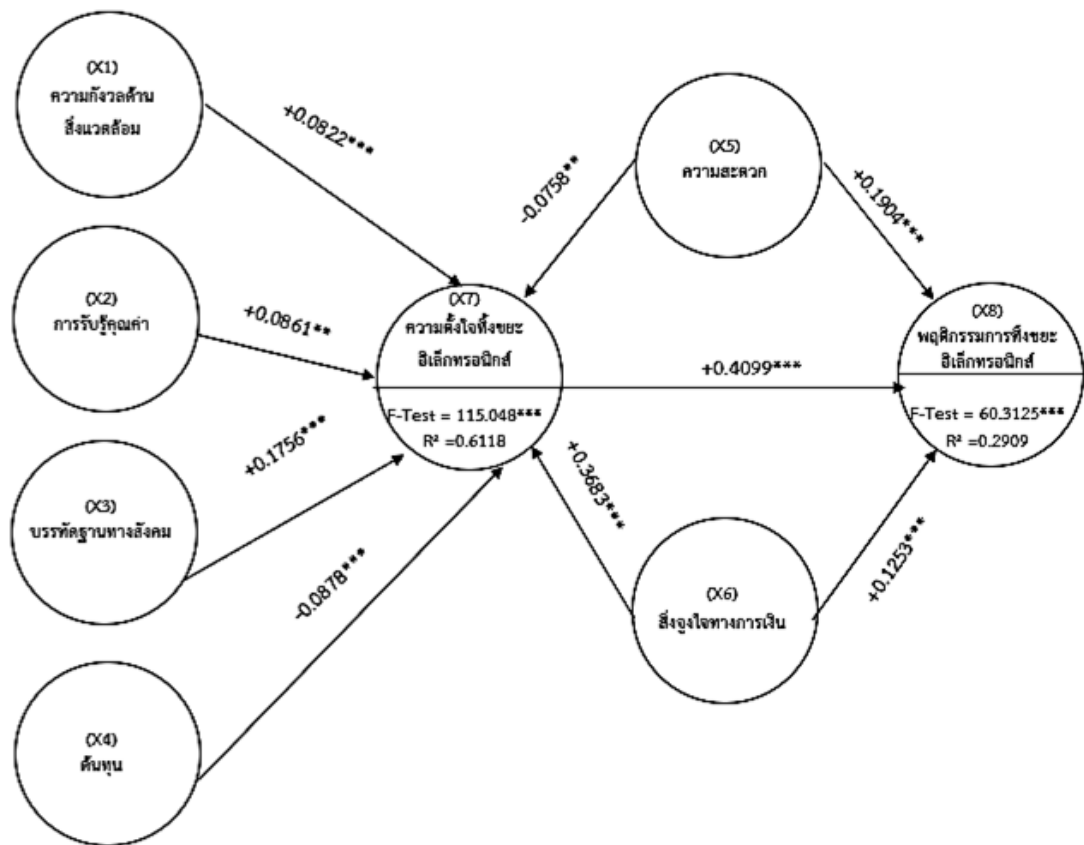 (X1)
ความกังวลด้าน
สิ่งแวดล้อม
+0.0822***
(X5)
ความสะดวก
-0.0758**
+0.1904***
(X2)
การรับรู้คุณค่า
+0.0861**
(X7)
ความตั้งใจทิ้งขยะ
อิเล็กทรอนิกส์
F-Test = 115.048***
R² =0.6118
+0.4099***
(X8)
พฤติกรรมการทิ้งขยะ
อิเล็กทรอนิกส์
F-Test = 60.3125***
R² =0.2909
(X3)
บรรทัดฐานทางสังคม
+0.1756***
-0.0878***
+0.3683***
+0.1253***
(X6)
สิ่งจูงใจทางการเงิน
(X4)
ต้นทุน